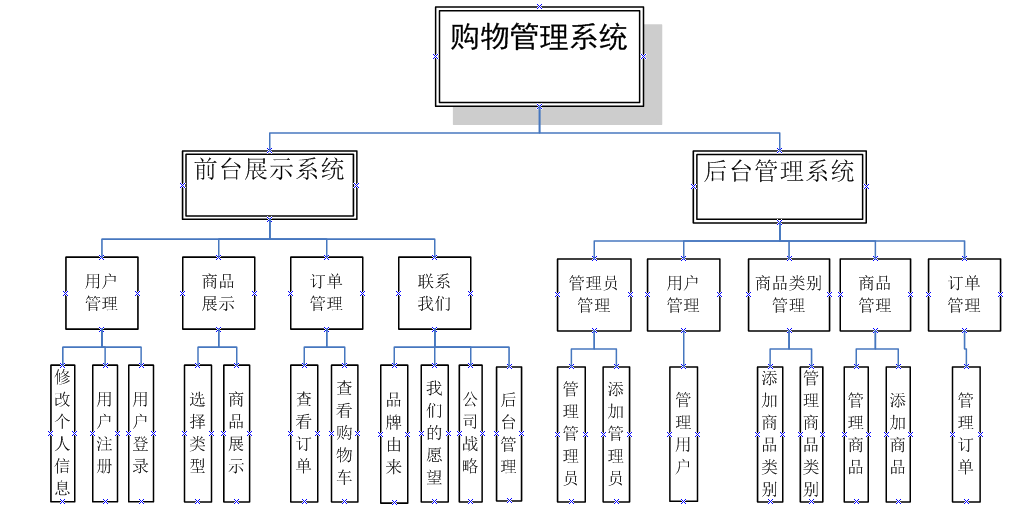 购物管理系统
前台展示系统
后台管理系统
用户
管理
商品
展示
订单
管理
联系
我们
管理员
管理
用户
管理
商品类别
管理
商品
管理
订单
管理
修改个人信息
用户注册
用户登录
选择类型
商品展示
查看订单
查看购物车
品牌由来
我们的愿望
公司战略
后台管理
管理管理员
添加管理员
管理用户
添加商品类别
管理商品类别
管理商品
添加商品
管理订单